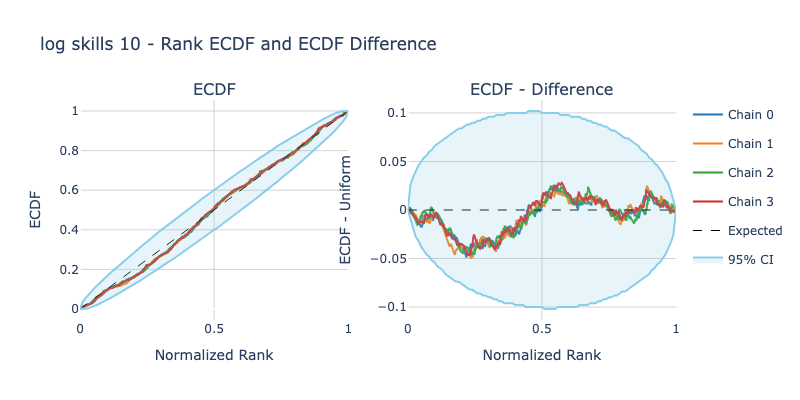 log skills 10 - Rank ECDF and ECDF Difference
ECDF
ECDF - Difference
ECDF
1
0.8
0.6
0.4
0.2
0
0
0.5
1
Normalized Rank
ECDF - Uniform
0.1
0.05
0
−0.05
−0.1
0
0.5
1
Normalized Rank
Chain 0
Chain 1
Chain 2
Chain 3
Expected
95% CI